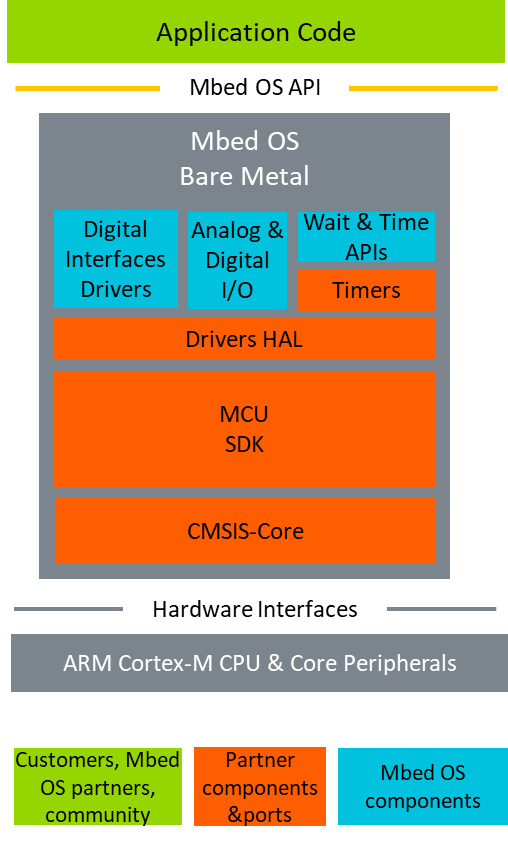 Application Code
Mbed OS API
Mbed OS
Bare Metal
Digital
Interfaces
Drivers
Analog &
Digital
I/O
Wait & Time
APIs
Timers
Drivers HAL
MCU
SDK
CMSIS-Core
Hardware Interfaces
ARM Cortex-M CPU & Core Peripherals
Customers, Mbed
OS partners,
community
Partner
components
&ports
Mbed OS
components